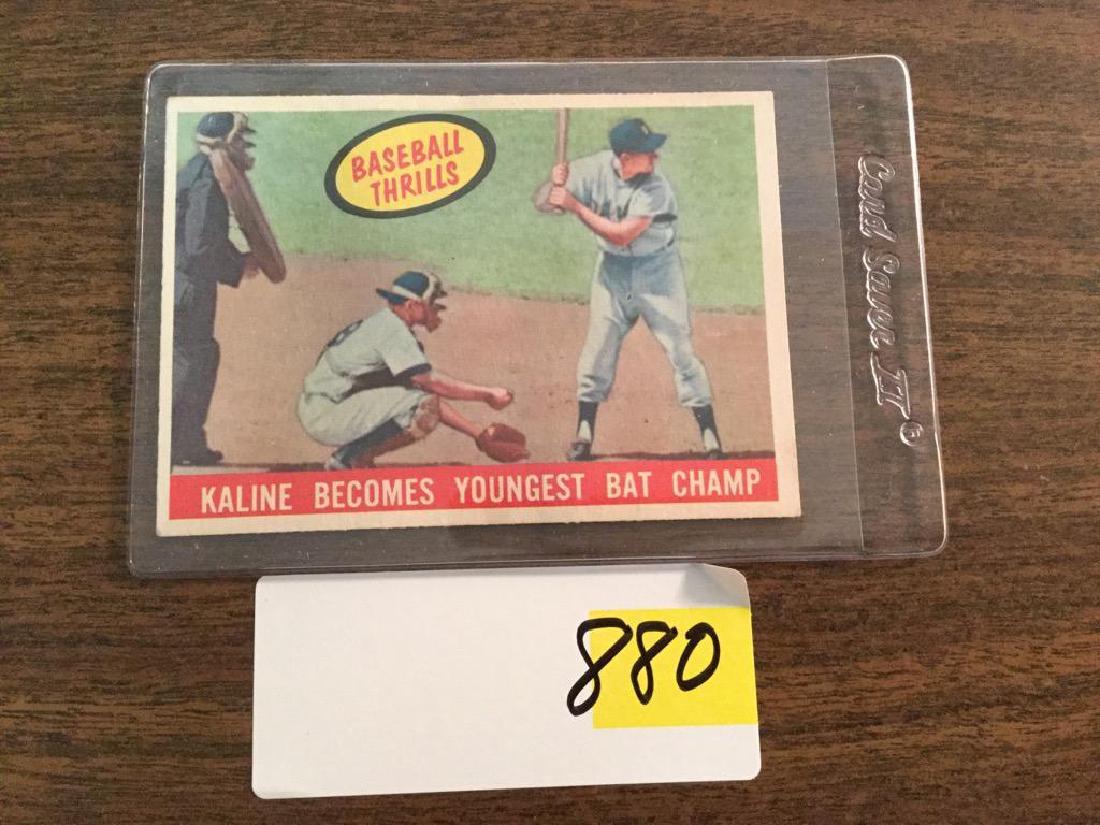 BASEBALL
THRILLS
KALINE BECOMES YOUNGEST BAT CHAMP
Card Saver II®
880